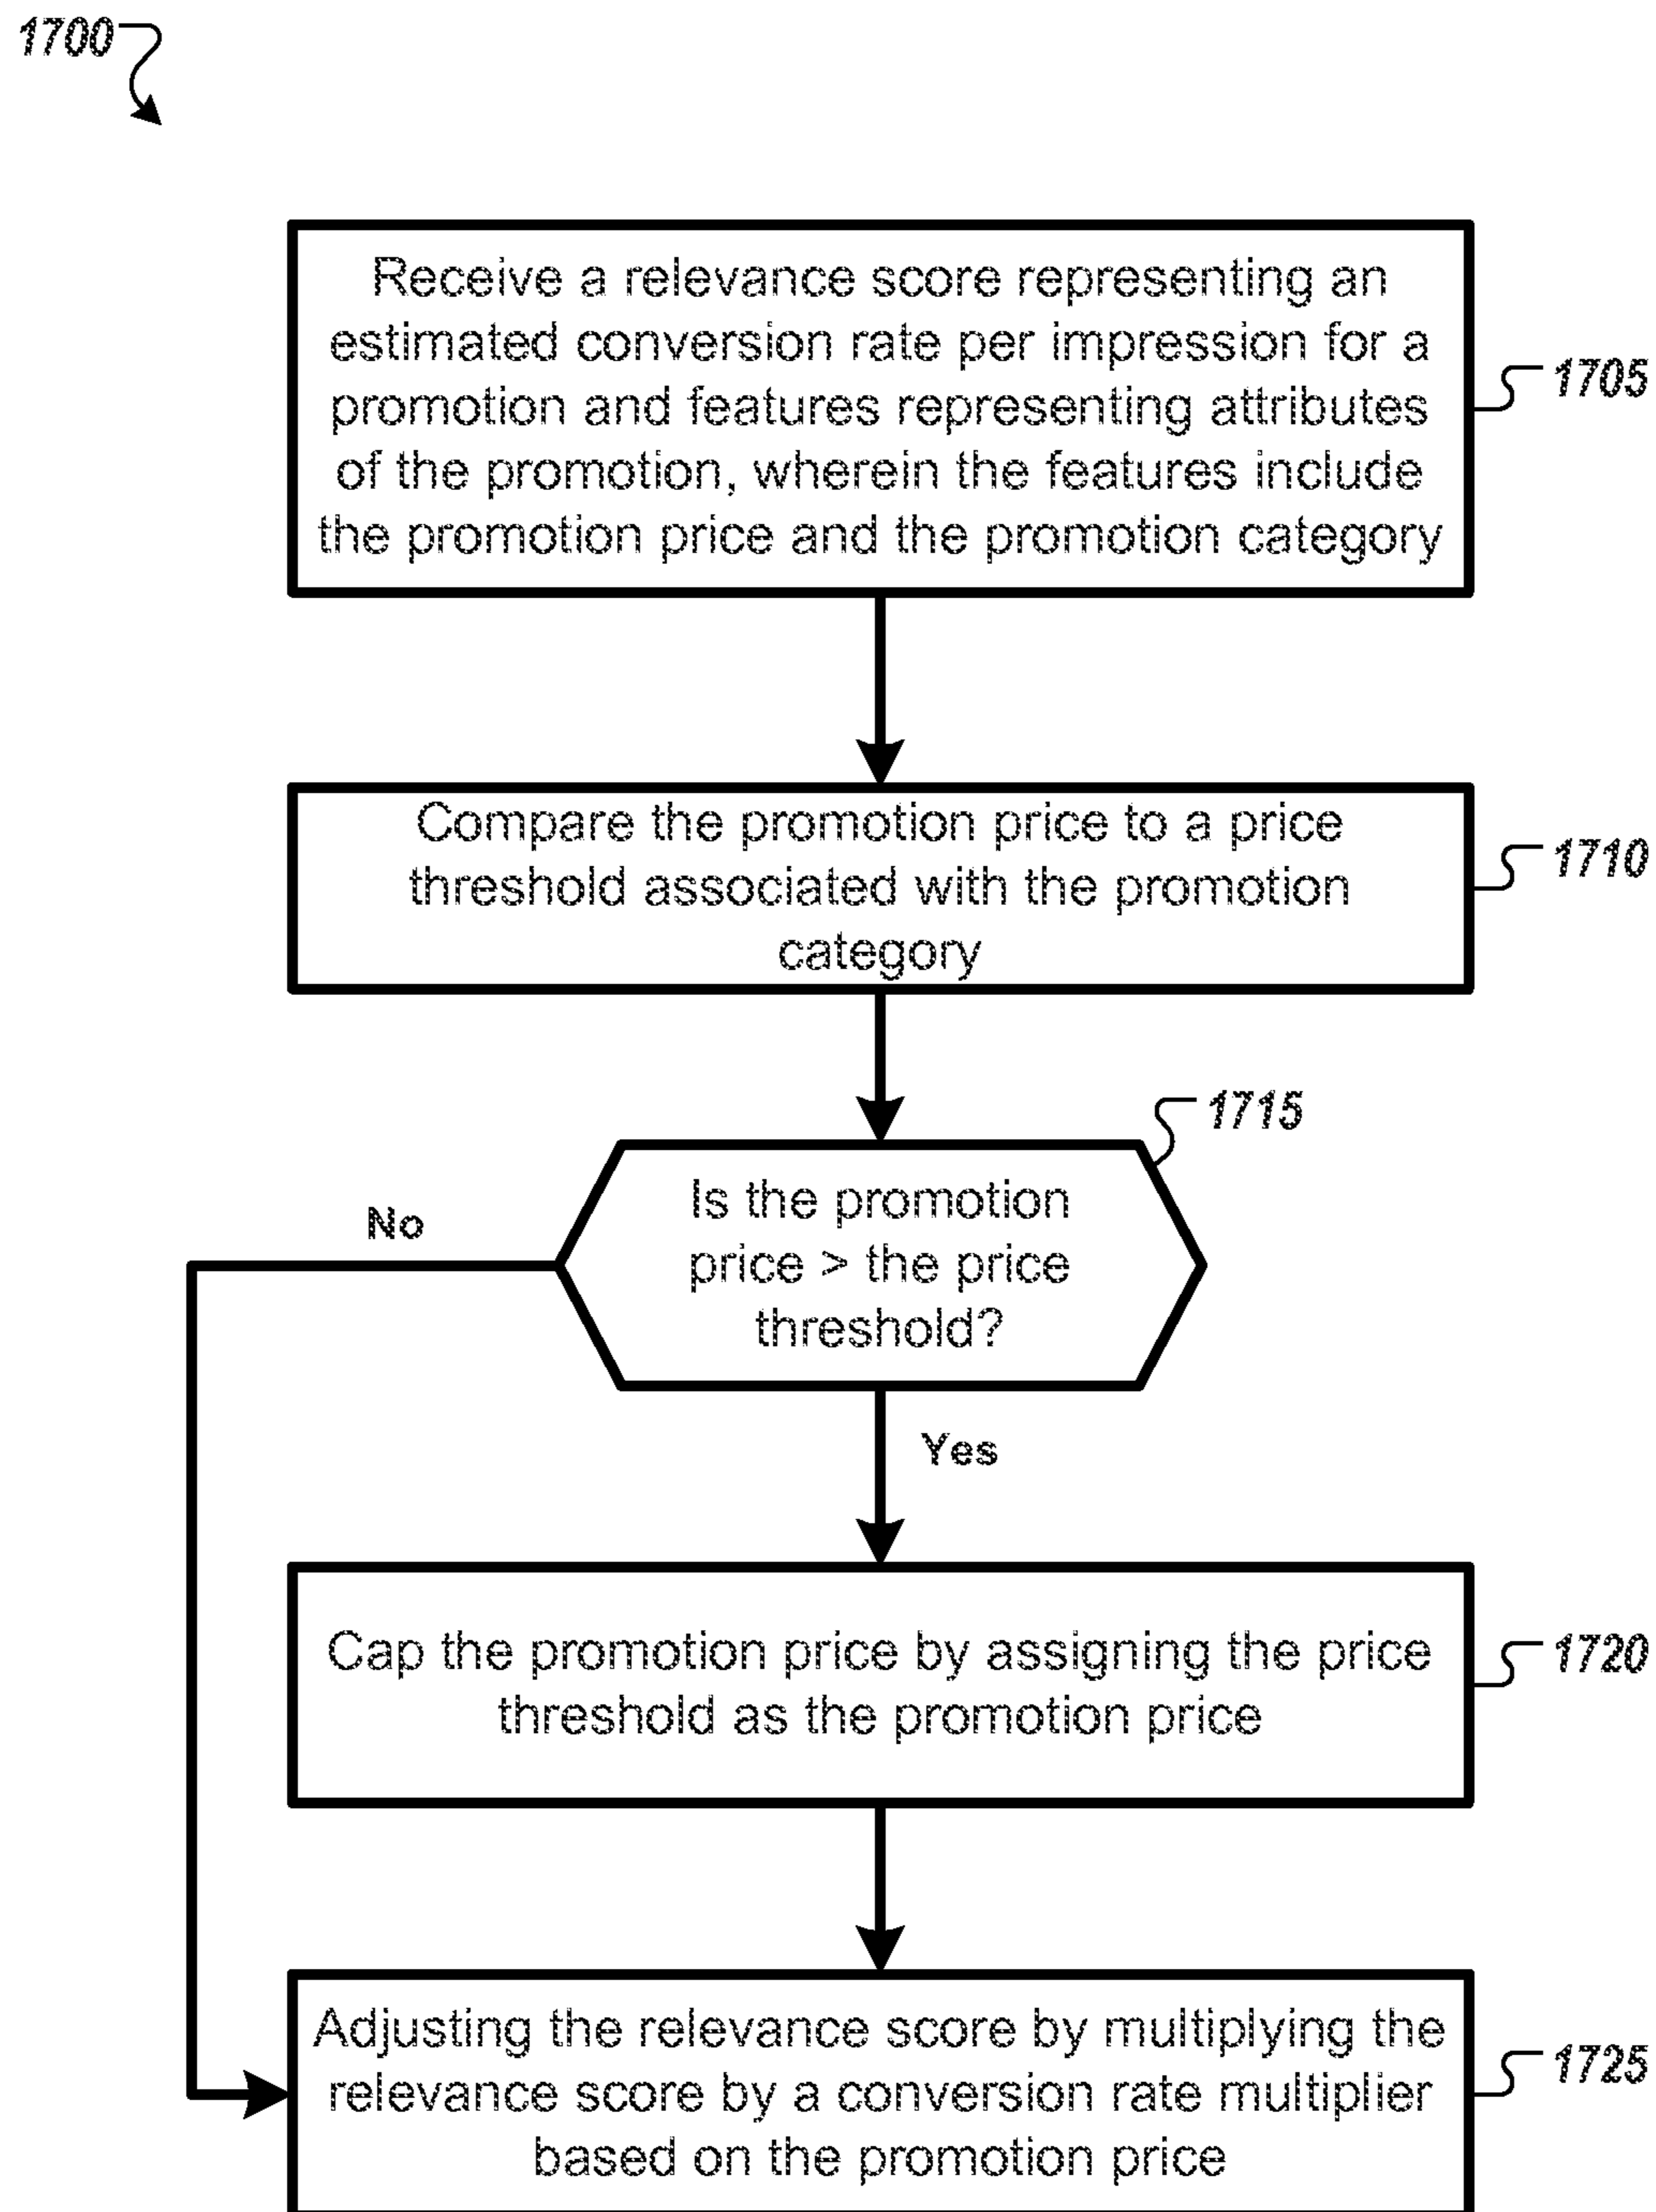 1700
Receive a relevance score representing an
estimated conversion rate per impression for a
promotion and features representing attributes
of the promotion, wherein the features include
the promotion price and the promotion category
1705
Compare the promotion price to a price
threshold associated with the promotion
category
1710
1715
Is the promotion
price > the price
threshold?
No
Yes
Cap the promotion price by assigning the price
threshold as the promotion price
1720
Adjusting the relevance score by multiplying the
relevance score by a conversion rate multiplier
based on the promotion price
1725